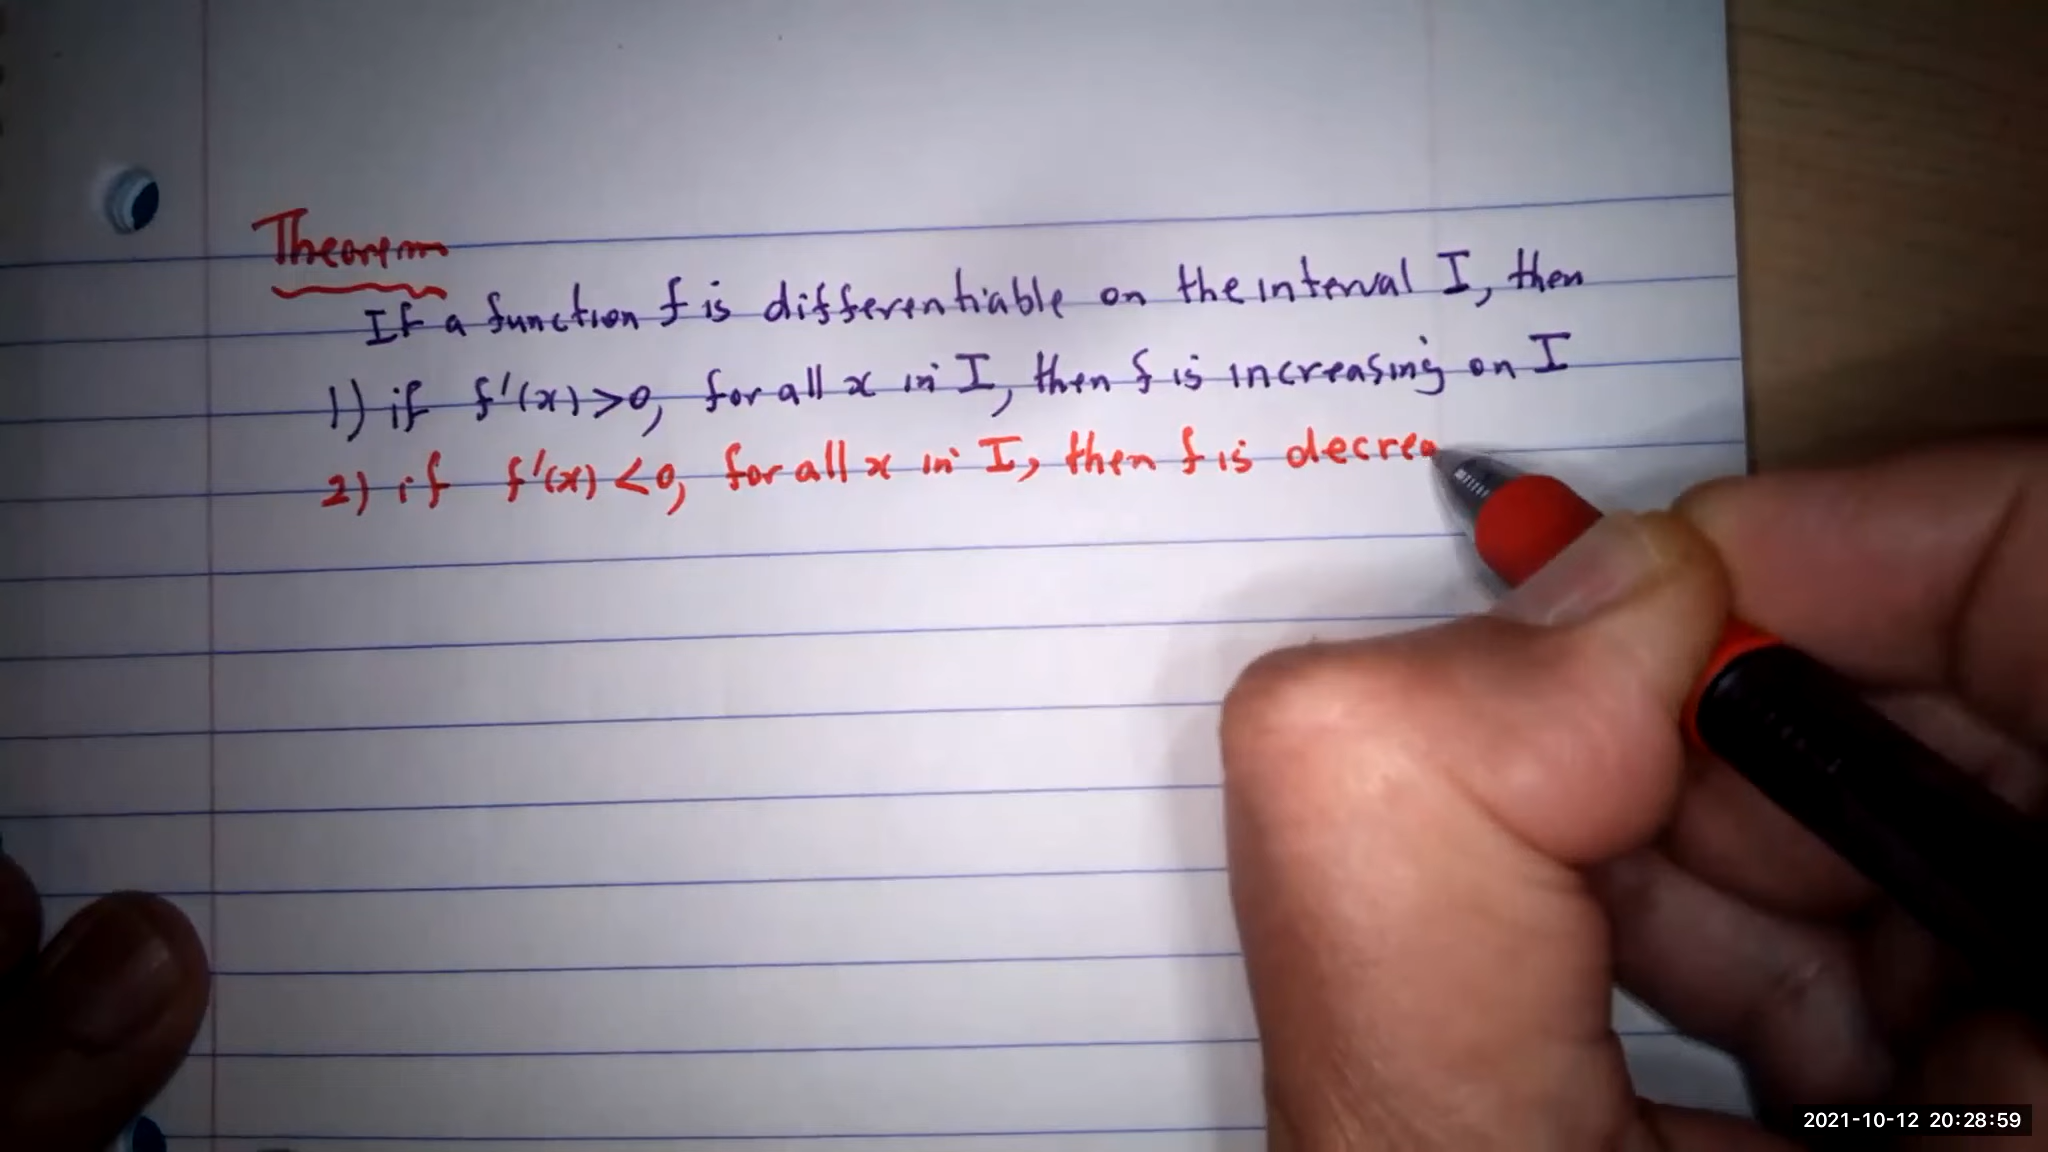 Theorem
If a function f is differentiable on the interval I, then
1) if f'(x)>0, for all x in I, then f is increasing on I
2) if f'(x)<0, for all x in I, then f is decrea
2021-10-12 20:28:59